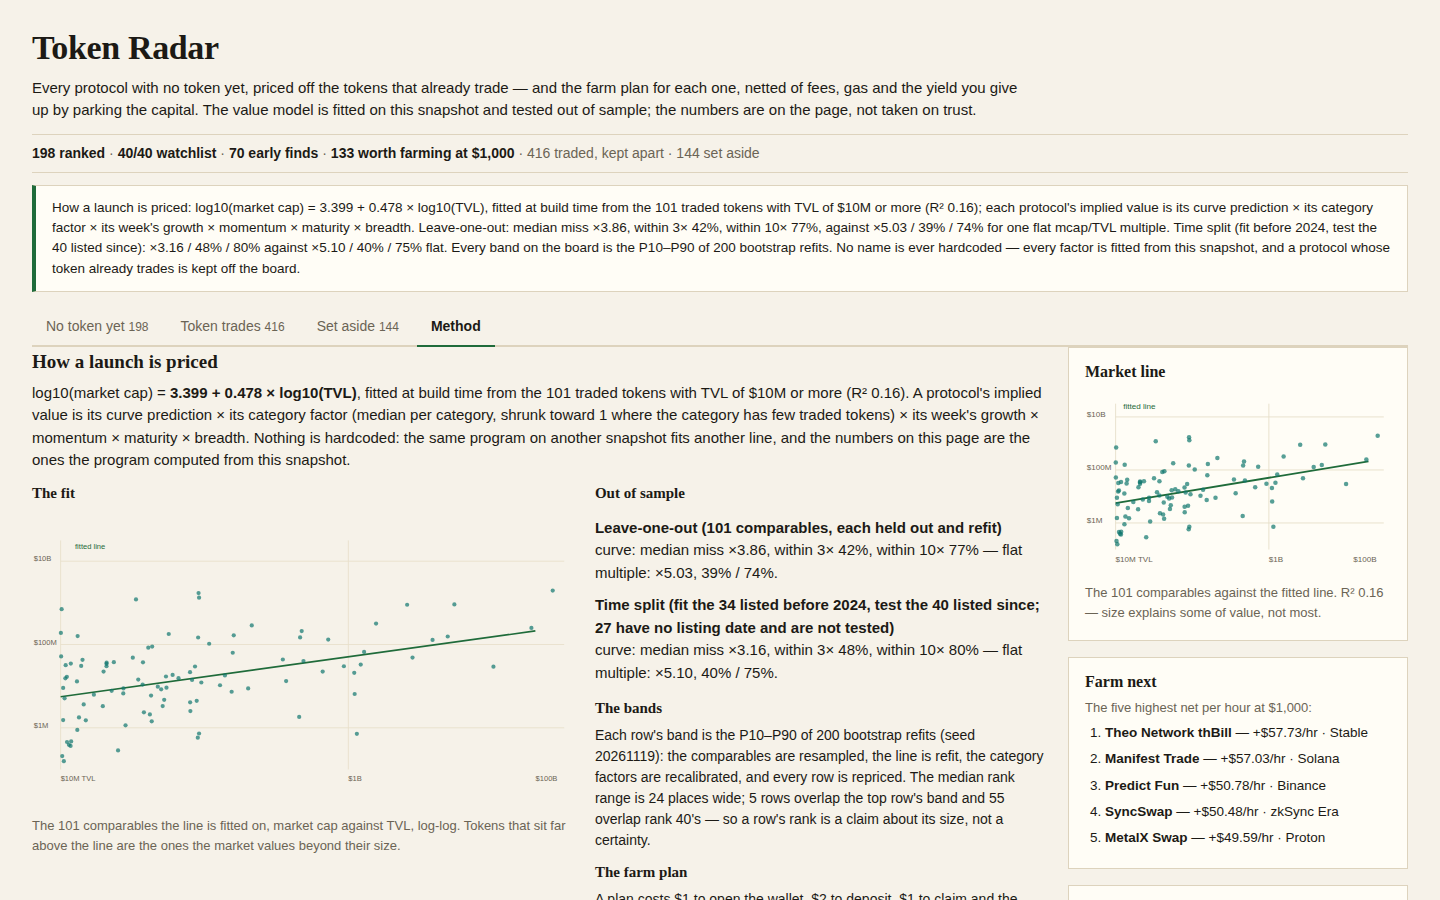 Token Radar
Every protocol with no token yet, priced off the tokens that already trade — and the farm plan for each one, netted of fees, gas and the yield you give
up by parking the capital. The value model is fitted on this snapshot and tested out of sample; the numbers are on the page, not taken on trust.
198 ranked · 40/40 watchlist · 70 early finds · 133 worth farming at $1,000 · 416 traded, kept apart · 144 set aside
How a launch is priced: log10(market cap) = 3.399 + 0.478 × log10(TVL), fitted at build time from the 101 traded tokens with TVL of $10M or more (R² 0.16); each protocol's implied value is its curve prediction × its category
factor × its week's growth × momentum × maturity × breadth. Leave-one-out: median miss ×3.86, within 3× 42%, within 10× 77%, against ×5.03 / 39% / 74% for one flat mcap/TVL multiple. Time split (fit before 2024, test the
40 listed since): ×3.16 / 48% / 80% against ×5.10 / 40% / 75% flat. Every band on the board is the P10–P90 of 200 bootstrap refits. No name is ever hardcoded — every factor is fitted from this snapshot, and a protocol whose
token already trades is kept off the board.
No token yet 198
Token trades 416
Set aside 144
Method
How a launch is priced
log10(market cap) = 3.399 + 0.478 × log10(TVL), fitted at build time from the 101 traded tokens with TVL of $10M or more (R² 0.16). A protocol's implied
value is its curve prediction × its category factor (median per category, shrunk toward 1 where the category has few traded tokens) × its week's growth ×
momentum × maturity × breadth. Nothing is hardcoded: the same program on another snapshot fits another line, and the numbers on this page are the
ones the program computed from this snapshot.
The fit
fitted line
$10B
$100M
$1M
$10M TVL
$1B
$100B
The 101 comparables the line is fitted on, market cap against TVL, log-log. Tokens that sit far
above the line are the ones the market values beyond their size.
Out of sample
Leave-one-out (101 comparables, each held out and refit)
curve: median miss ×3.86, within 3× 42%, within 10× 77% — flat
multiple: ×5.03, 39% / 74%.
Time split (fit the 34 listed before 2024, test the 40 listed since;
27 have no listing date and are not tested)
curve: median miss ×3.16, within 3× 48%, within 10× 80% — flat
multiple: ×5.10, 40% / 75%.
The bands
Each row's band is the P10–P90 of 200 bootstrap refits (seed
20261119): the comparables are resampled, the line is refit, the category
factors are recalibrated, and every row is repriced. The median rank
range is 24 places wide; 5 rows overlap the top row's band and 55
overlap rank 40's — so a row's rank is a claim about its size, not a
certainty.
The farm plan
A plan costs $1 to open the wallet, $2 to deposit, $1 to claim and the
Market line
fitted line
$10B
$100M
$1M
$10M TVL
$1B
$100B
The 101 comparables against the fitted line. R² 0.16
— size explains some of value, not most.
Farm next
The five highest net per hour at $1,000:
1. Theo Network thBill — +$57.73/hr · Stable
2. Manifest Trade — +$57.03/hr · Solana
3. Predict Fun — +$50.78/hr · Binance
4. SyncSwap — +$50.48/hr · zkSync Era
5. MetalX Swap — +$49.59/hr · Proton